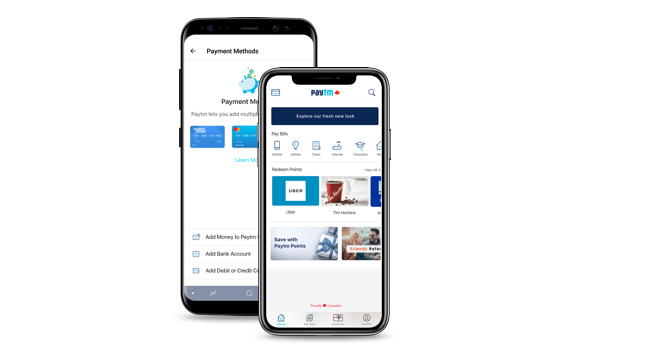 Payment Methods
Payment Me
Paytm lets you add multip
Learn Mo
Add Money to Paytm
Add Bank Account
Add Debit or Credit Ca
paytm
Explore our fresh new look
Pay Bills
Mobile Utilities Taxes Internet Education
Redeem Points View All
UBER
Uber Tim Hortons
Save with
Paytm Points
Friends Refer
Proudly Canadian
Home My Bills Rewards Profile